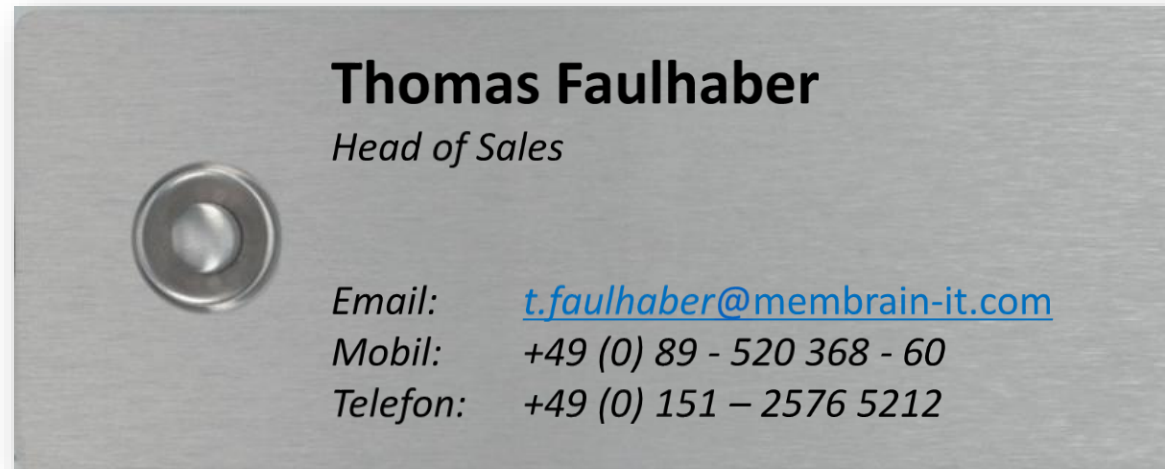 Thomas Faulhaber
Head of Sales
Email: t.faulhaber@membrain-it.com
Mobil: +49 (0) 89 - 520 368 - 60
Telefon: +49 (0) 151 – 2576 5212